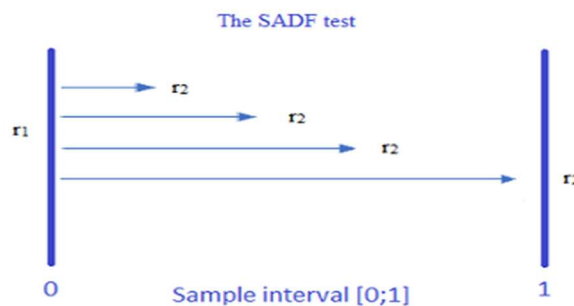 The SADF test
r2
r1
r2
r2
0
Sample interval [0;1]
1